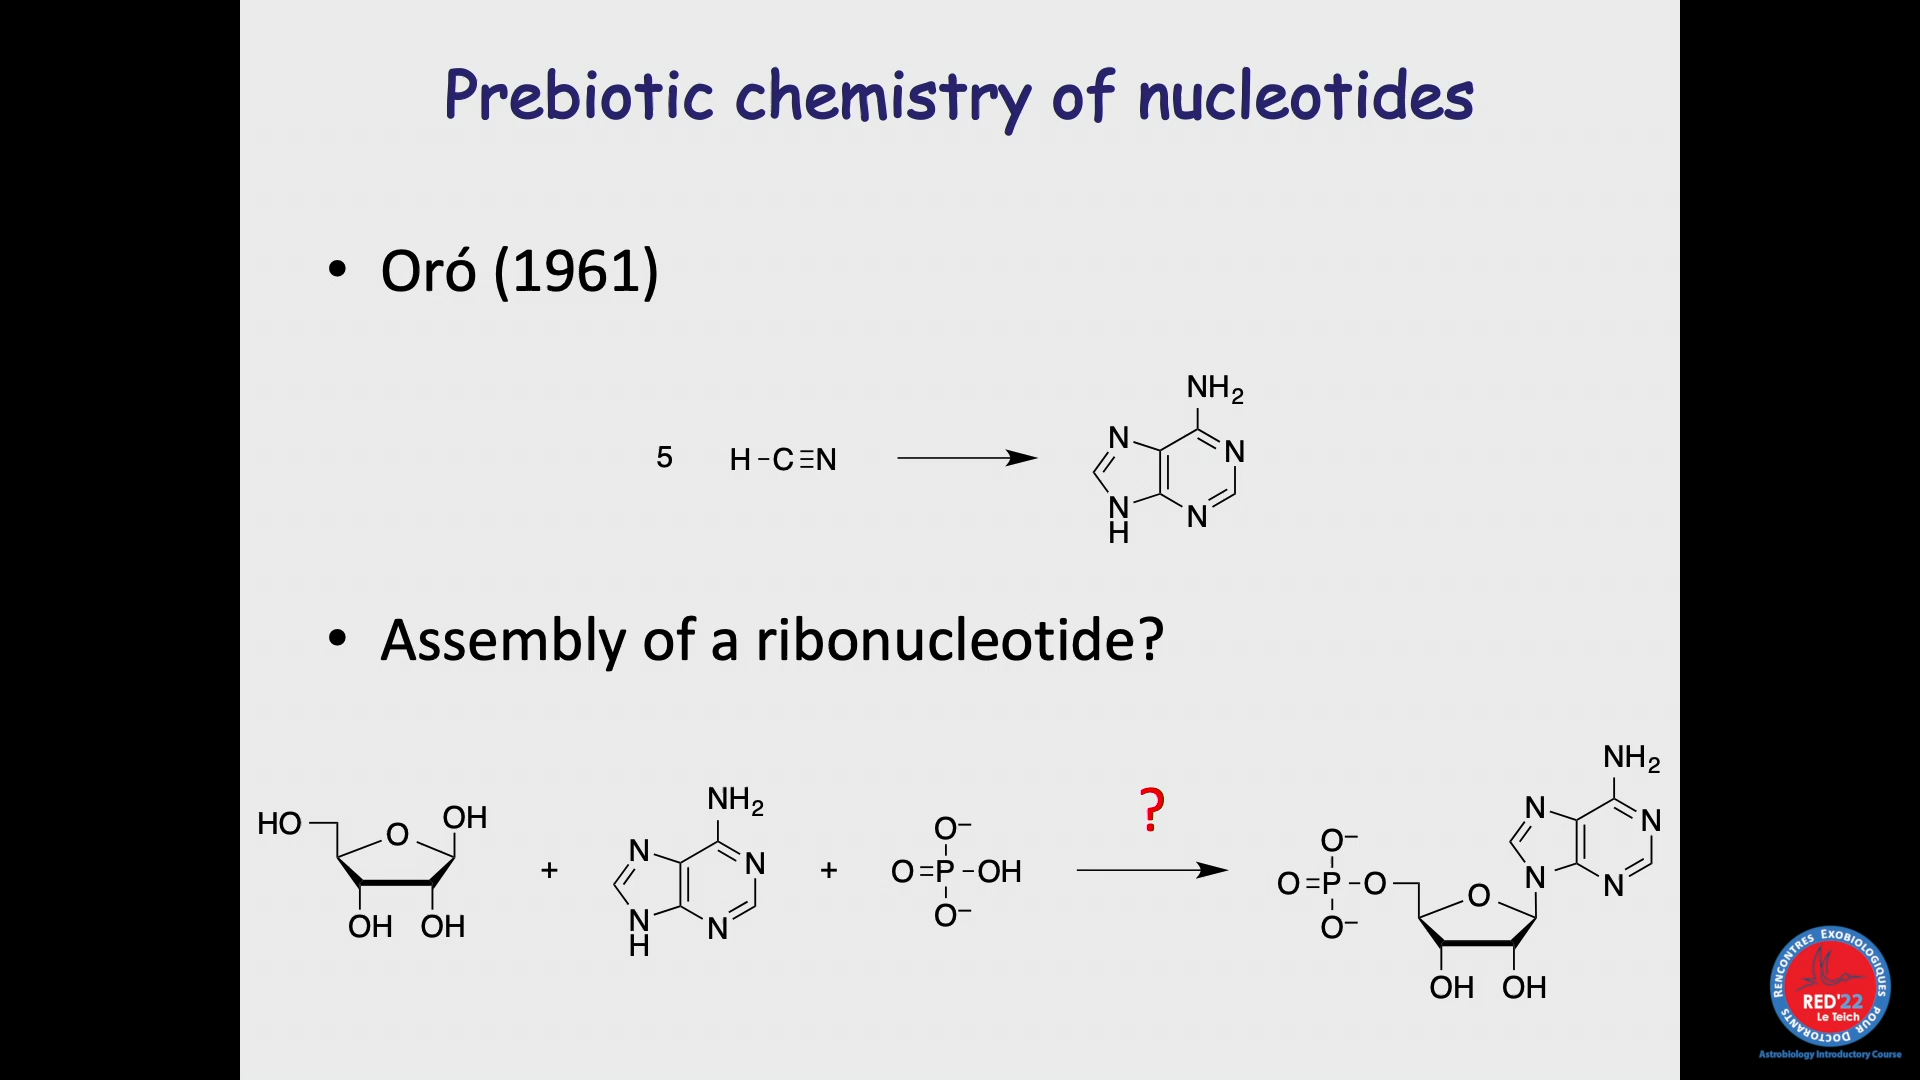 Prebiotic chemistry of nucleotides
• Oró (1961)
5 H–C≡N
NH2
N
N
N
H
N
• Assembly of a ribonucleotide?
HO
O
OH
OH OH
+
NH2
N
N
N
H
N
+
O–
O=P–OH
O–
?
O–
O=P–O
O–
O
OH OH
NH2
N
N
N
N
RENCONTRES EXOBIOLOGIQUES POUR DOCTORANTS
RED'22
Le Teich
Astrobiology Introductory Course